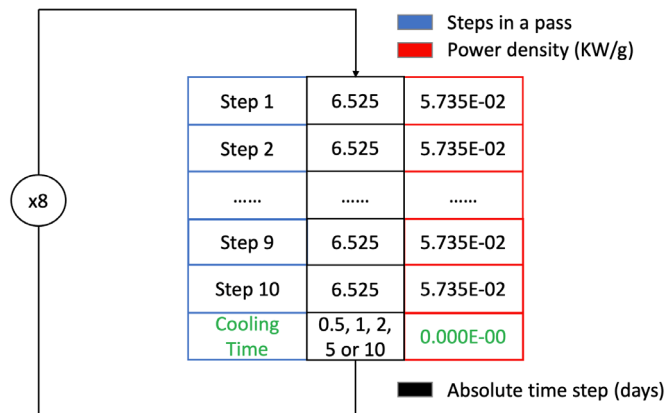 Steps in a pass
Power density (KW/g)
Step 1 6.525 5.735E-02
Step 2 6.525 5.735E-02
...... ...... ......
x8
Step 9 6.525 5.735E-02
Step 10 6.525 5.735E-02
Cooling Time 0.5, 1, 2, 5 or 10 0.000E-00
Absolute time step (days)